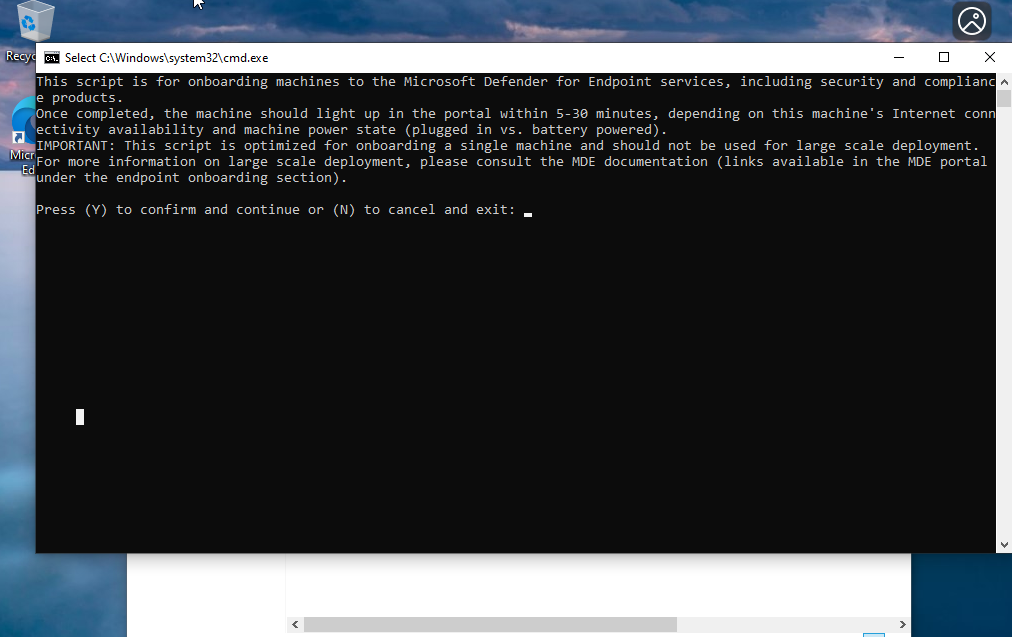 Recyc
Select C:\Windows\system32\cmd.exe
This script is for onboarding machines to the Microsoft Defender for Endpoint services, including security and complianc
e products.
Once completed, the machine should light up in the portal within 5-30 minutes, depending on this machine's Internet conn
ectivity availability and machine power state (plugged in vs. battery powered).
IMPORTANT: This script is optimized for onboarding a single machine and should not be used for large scale deployment.
For more information on large scale deployment, please consult the MDE documentation (links available in the MDE portal
under the endpoint onboarding section).
Press (Y) to confirm and continue or (N) to cancel and exit:
Micr
Ed